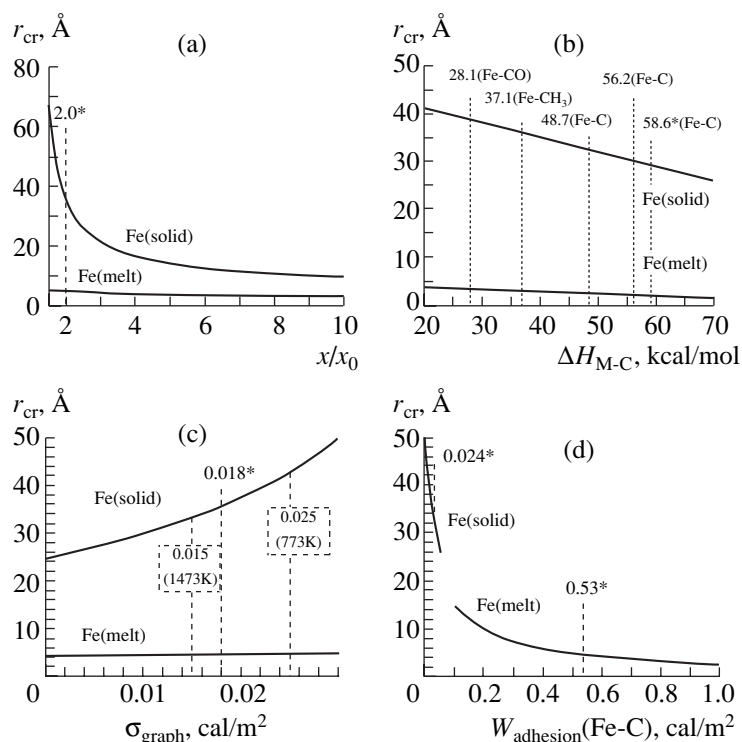 r_cr, Å
(a)
80
60
40
20
0
2.0*
Fe(solid)
Fe(melt)
2 4 6 8 10
x/x_0
r_cr, Å
(b)
50
40
30
20
10
5
0
28.1(Fe-CO)
37.1(Fe-CH_3)
48.7(Fe-C)
56.2(Fe-C)
58.6*(Fe-C)
Fe(solid)
Fe(melt)
20 30 40 50 60 70
ΔH_M-C, kcal/mol
r_cr, Å
(c)
50
40
30
20
10
0
0.018*
Fe(solid)
0.025
(773K)
0.015
(1473K)
Fe(melt)
0.01 0.02
σ_graph, cal/m^2
r_cr, Å
(d)
50
40
30
20
10
0
0.024*
Fe(solid)
0.53*
Fe(melt)
0.2 0.4 0.6 0.8 1.0
W_adhesion(Fe-C), cal/m^2